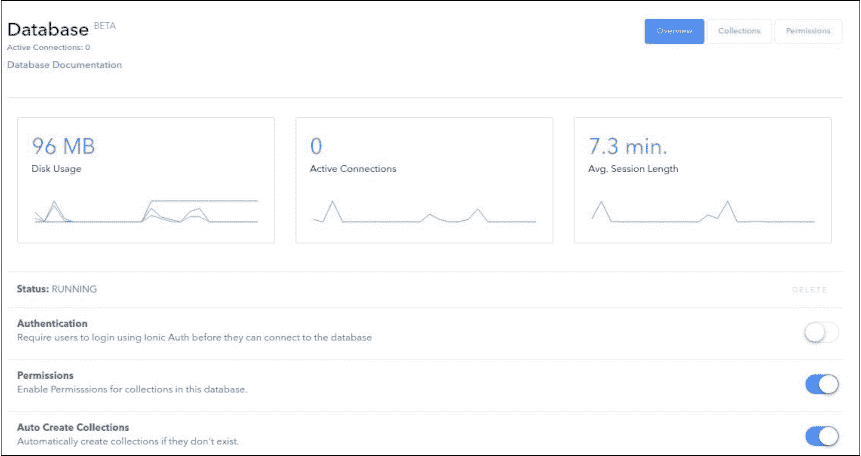 Database BETA
Active Connections: 0
Database Documentation
Overview Collections Permissions
96 MB
Disk Usage
0
Active Connections
7.3 min.
Avg. Session Length
Status: RUNNING
DELETE
Authentication
Require users to login using Ionic Auth before they can connect to the database
Permissions
Enable Permisssions for collections in this database.
Auto Create Collections
Automatically create collections if they don't exist.